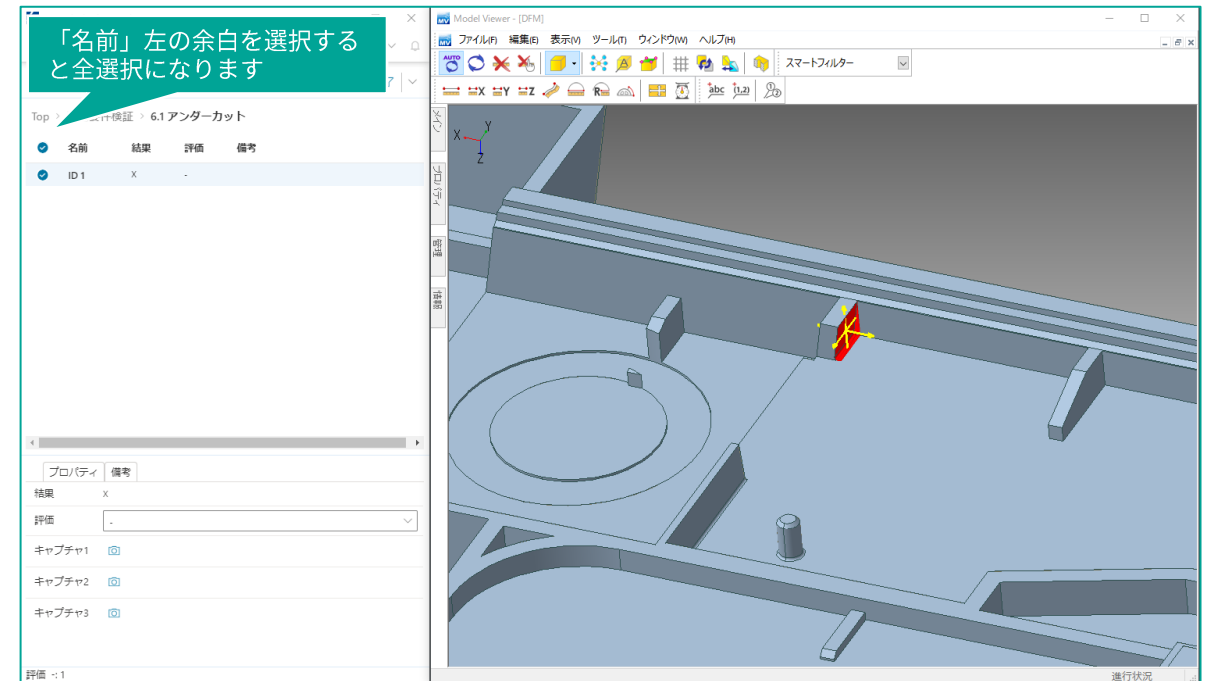 「名前」左の余白を選択する
と全選択になります
Top 件検証 > 6.1 アンダーカット
名前 結果 評価 備考
ID 1 X -
プロパティ 備考
結果 X
評価 -
キャプチャ1
キャプチャ2
キャプチャ3
評価 -: 1
MV Model Viewer - [DFM]
MV ファイル(F) 編集(E) 表示(V) ツール(T) ウィンドウ(W) ヘルプ(H)
AUTO A スマートフィルター
X Y Z R abc (1,2)
メイン
プロパティ
管理
情報
X Y
Z
進行状況